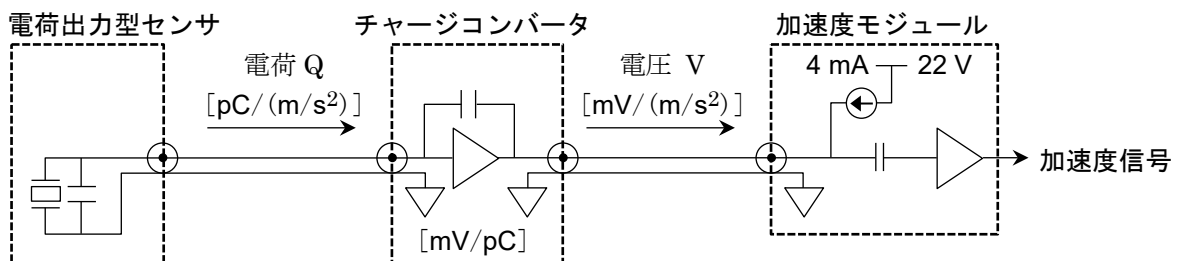 電荷出力型センサ
チャージコンバータ
加速度モジュール
電荷 Q
[pC/(m/s²)]
電圧 V
[mV/(m/s²)]
4 mA
22 V
加速度信号
[mV/pC]